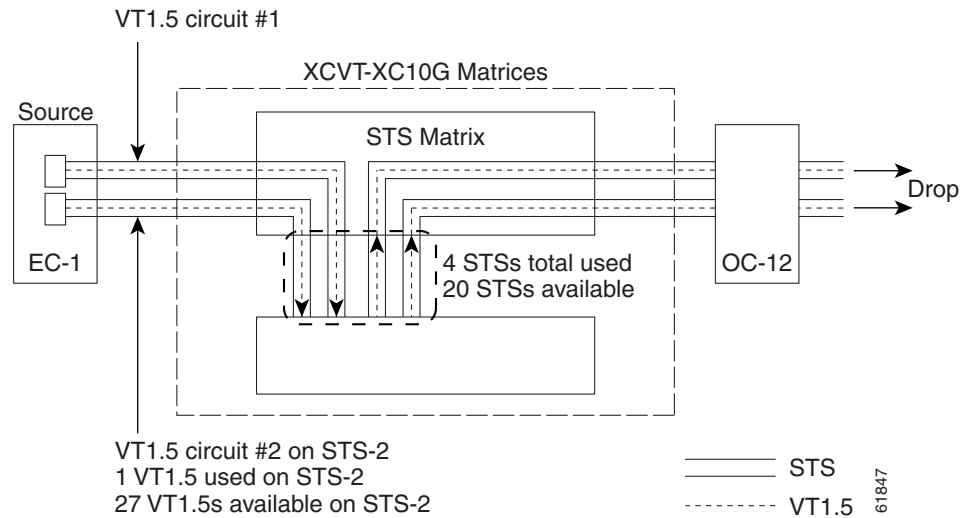 VT1.5 circuit #1
XCVT-XC10G Matrices
Source
STS Matrix
Drop
EC-1
4 STSs total used
20 STSs available
OC-12
VT1.5 circuit #2 on STS-2
1 VT1.5 used on STS-2
27 VT1.5s available on STS-2
STS
VT1.5
61847